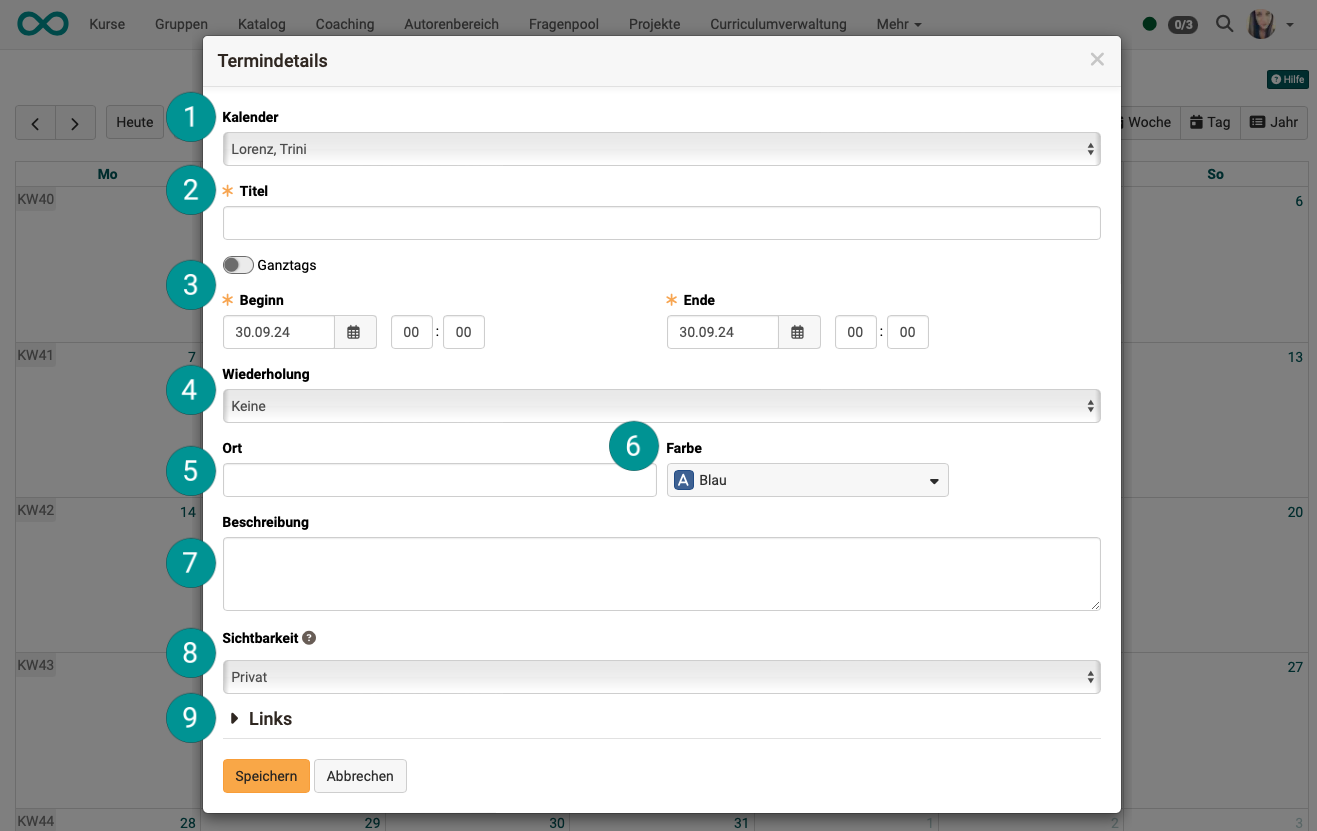 Kurse Gruppen Katalog Coaching Autorenbereich Fragenpool Projekte Curriculumverwaltung Mehr 0/3
Termindetails ×
? Hilfe
Heute Woche Tag Jahr
1 Kalender
Lorenz, Trini
Mo So
2 * Titel
KW40 6
Ganztags
3
* Beginn * Ende
30.09.24 00 : 00 30.09.24 00 : 00
KW41 7 13
Wiederholung
4
Keine
Ort 6 Farbe
5
A Blau
KW42 14 20
Beschreibung
7
Sichtbarkeit ?
8
KW43 27
Privat
9 Links
Speichern Abbrechen
KW44 28 29 30 31 1 2 3